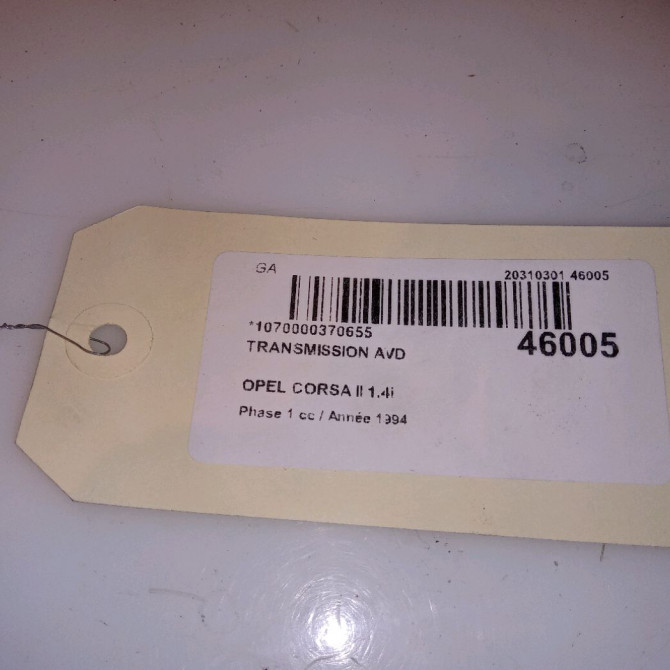 GA
20310301 46005
*1070000370655
46005
TRANSMISSION AVD
OPEL CORSA II 1.4i
Phase 1 cc / Année 1994